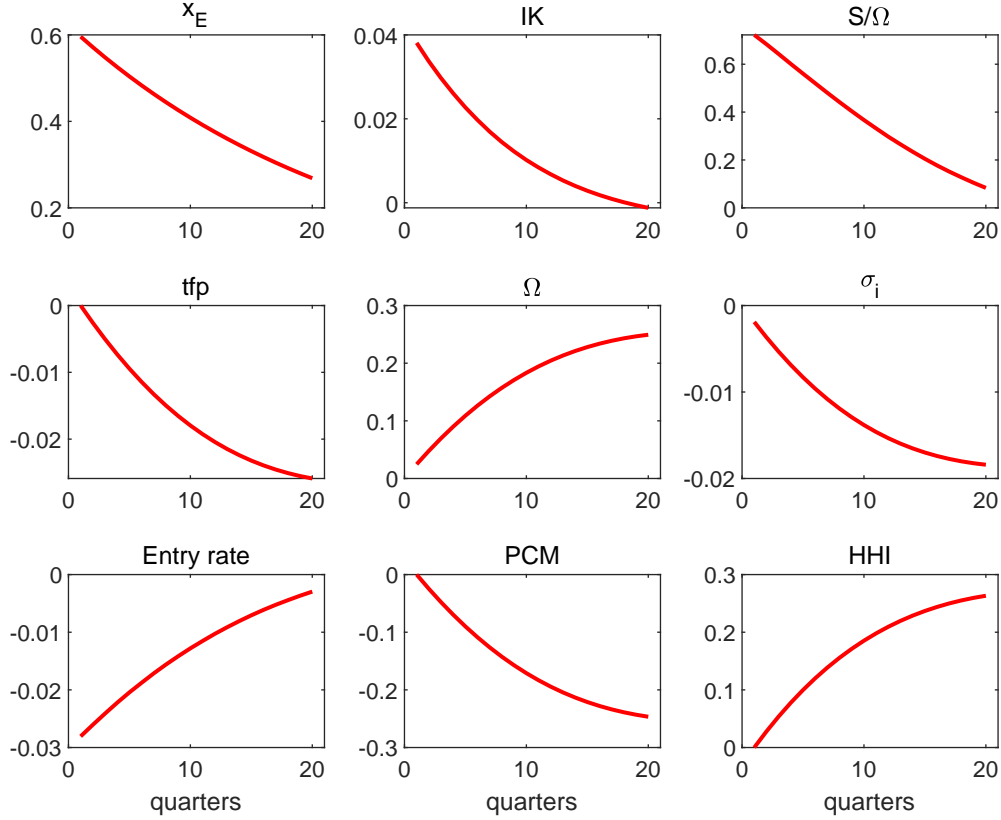 x_E IK S/Ω
0.6 0.04 0.6
0.4 0.02 0.4
0.2
0.2 0 0
0 10 20 0 10 20 0 10 20
tfp Ω σ_i
0 0.3 0
-0.01 0.2 -0.01
-0.02 0.1
0 -0.02
0 10 20 0 10 20 0 10 20
Entry rate PCM HHI
0 0 0.3
-0.01 -0.1 0.2
-0.02 -0.2 0.1
-0.03 -0.3 0
0 10 20 0 10 20 0 10 20
quarters quarters quarters